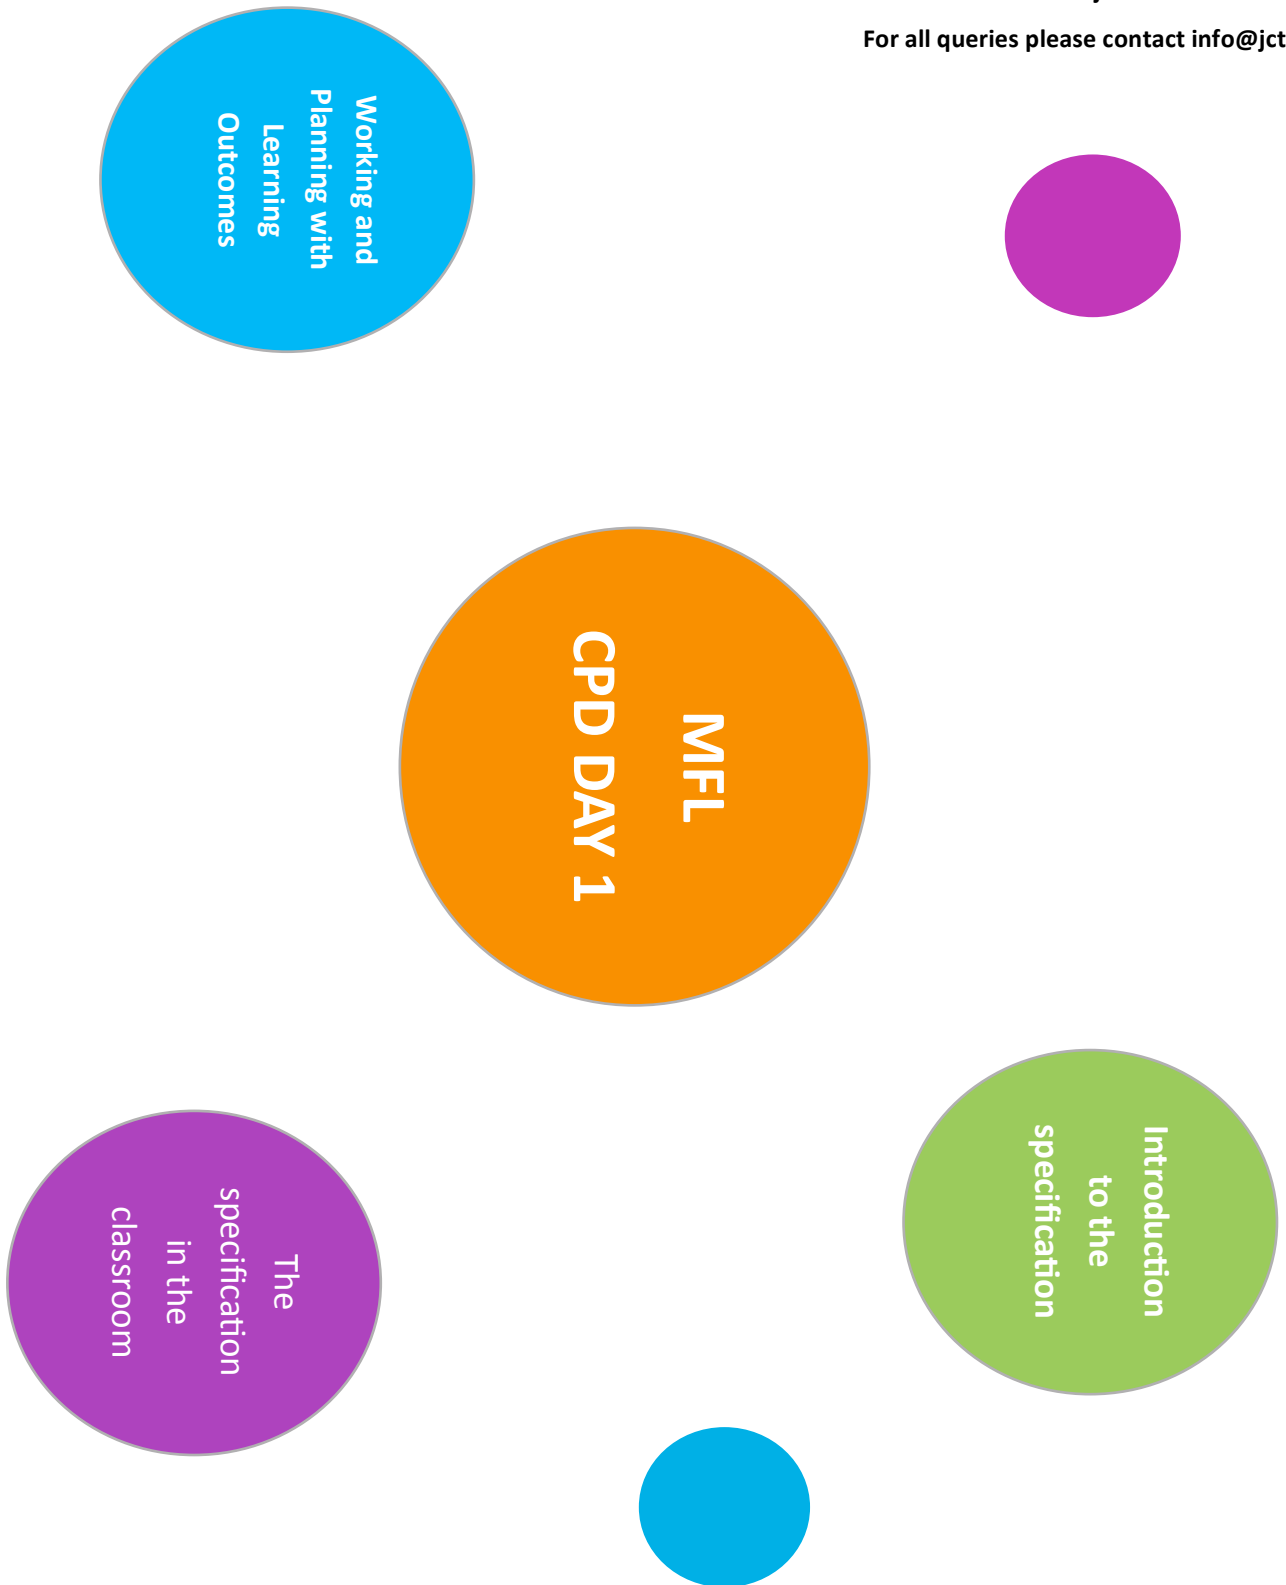 For all queries please contact info@jct
Working and
Planning with
Learning
Outcomes
MFL
CPD DAY 1
Introduction
to the
specification
The
specification
in the
classroom